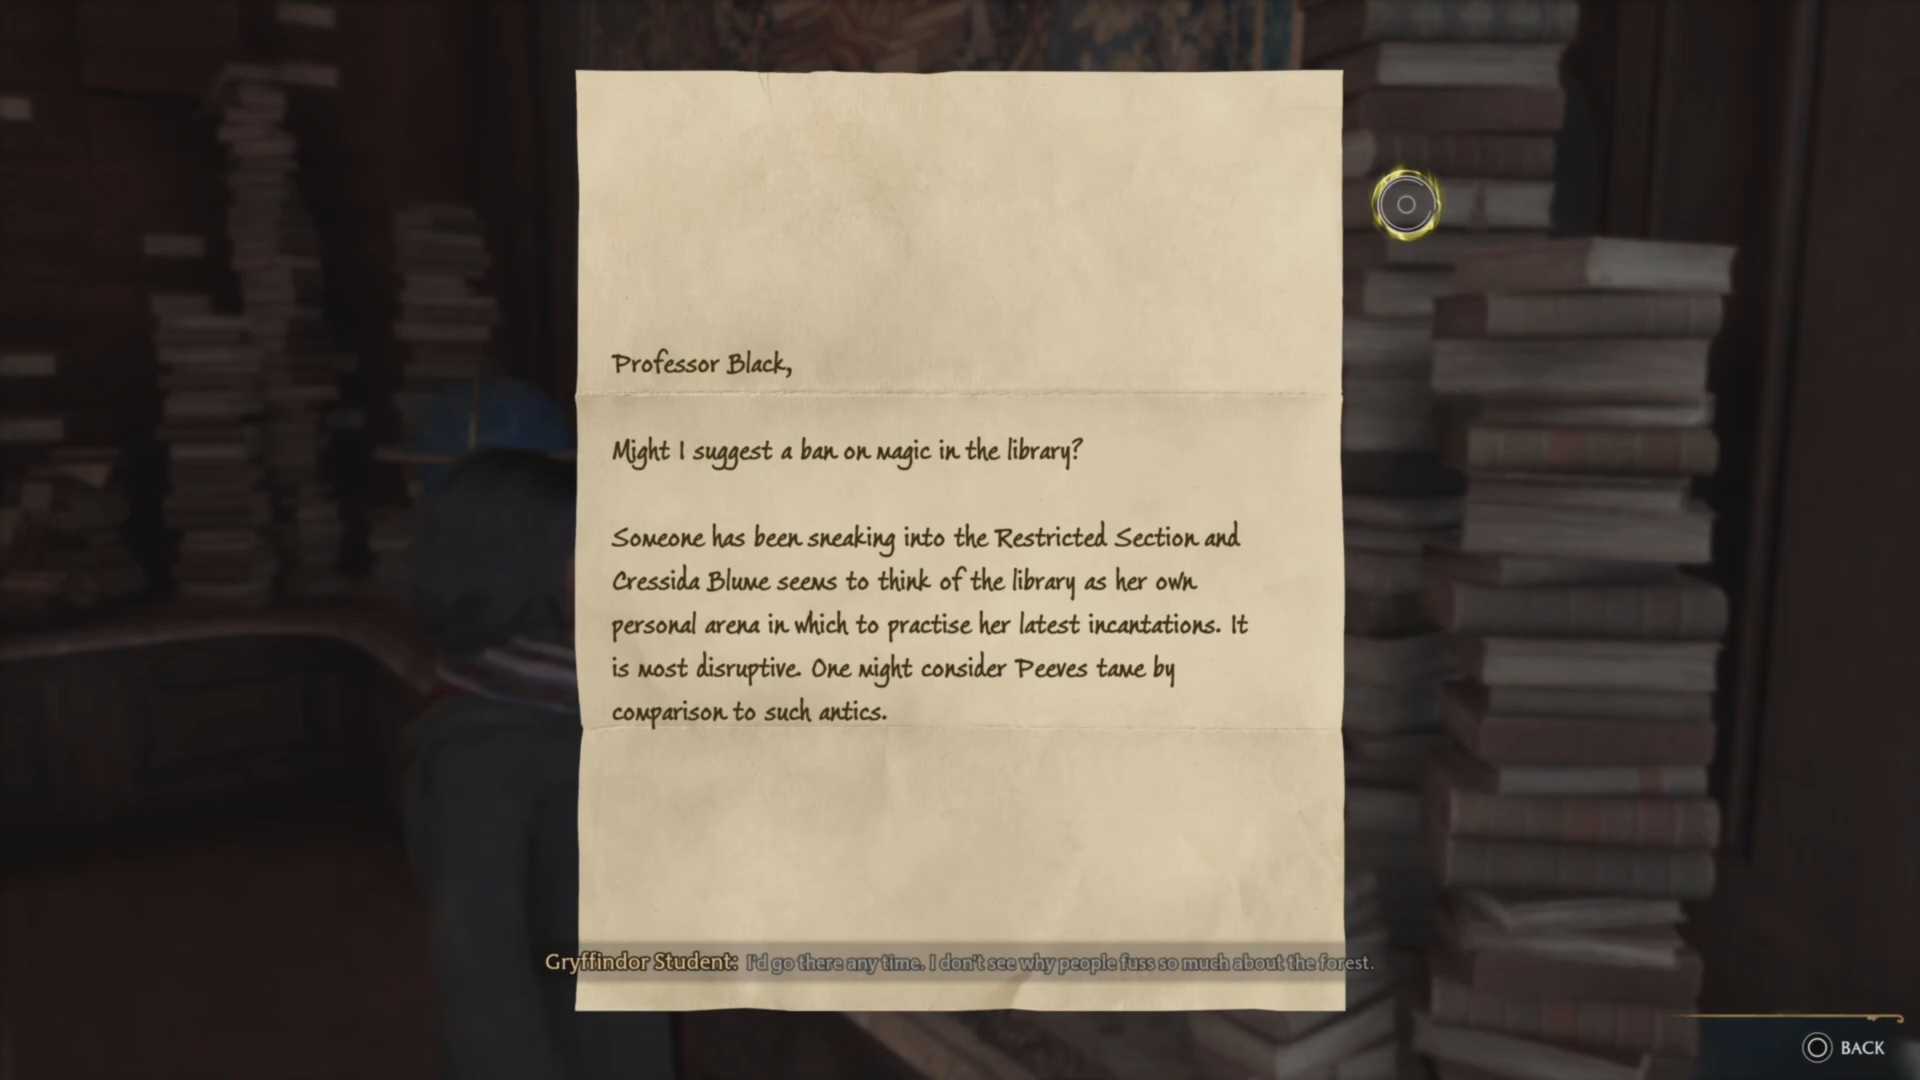 Professor Black,
Might I suggest a ban on magic in the library?
Someone has been sneaking into the Restricted Section and
Cressida Blume seems to think of the library as her own
personal arena in which to practise her latest incantations. It
is most disruptive. One might consider Peeves tame by
comparison to such antics.
Gryffindor Student: I'd go there any time. I don't see why people fuss so much about the forest.
BACK